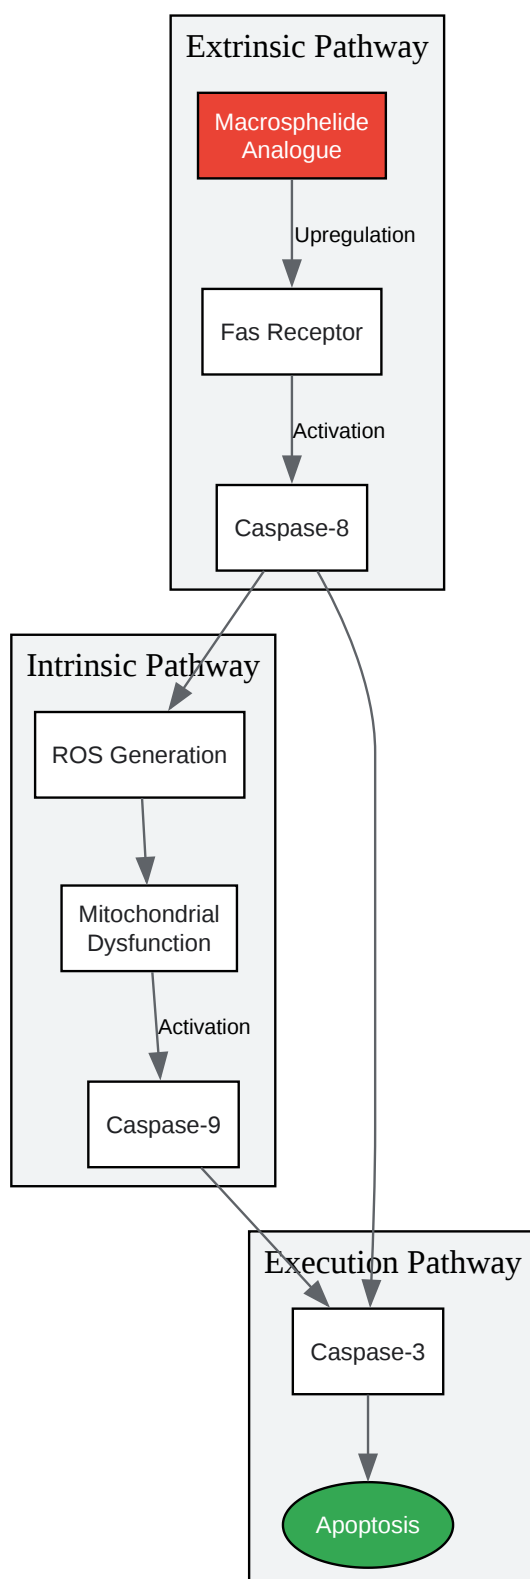 Extrinsic Pathway
Macrosphelide
Analogue
Upregulation
Fas Receptor
Activation
Caspase-8
Intrinsic Pathway
ROS Generation
Mitochondrial
Dysfunction
Activation
Caspase-9
Execution Pathway
Caspase-3
Apoptosis